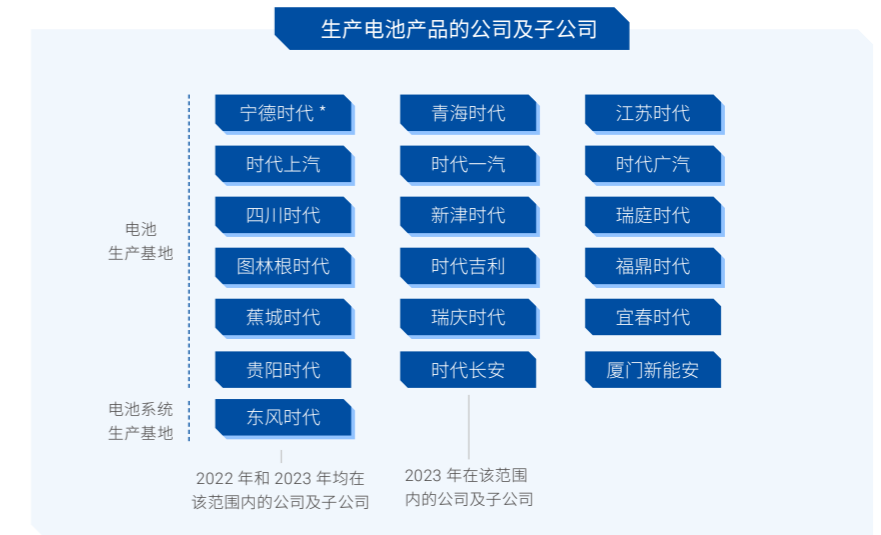 生产电池产品的公司及子公司
宁德时代 *
青海时代
江苏时代
时代上汽
时代一汽
时代广汽
电池
生产基地
四川时代
新津时代
瑞庭时代
图林根时代
时代吉利
福鼎时代
蕉城时代
瑞庆时代
宜春时代
贵阳时代
时代长安
厦门新能安
电池系统
生产基地
东风时代
2022 年和 2023 年均在
该范围内的公司及子公司
2023 年在该范围
内的公司及子公司